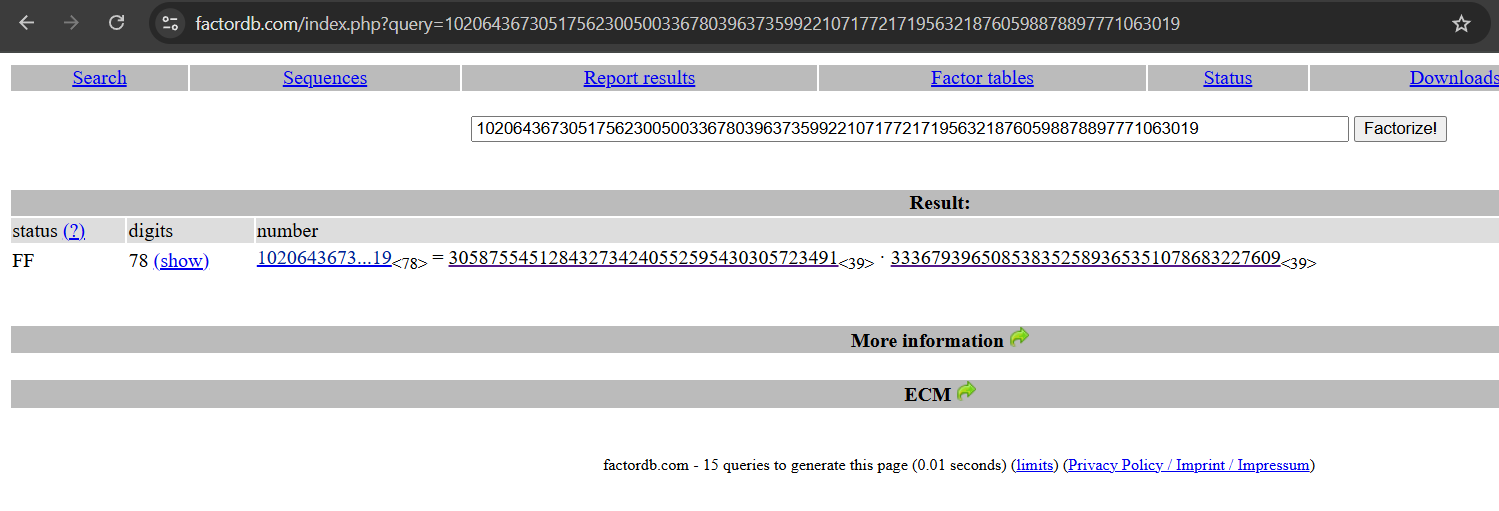 factordb.com/index.php?query=102064367305175623005003367803963735992210717721719563218760598878897771063019
Search Sequences Report results Factor tables Status Downloads
102064367305175623005003367803963735992210717721719563218760598878897771063019 Factorize!
Result:
status (?) digits number
FF 78 (show) 1020643673...19<78> = 305875545128432734240552595430305723491<39> · 333679396508538352589365351078683227609<39>
More information
ECM
factordb.com - 15 queries to generate this page (0.01 seconds) (limits) (Privacy Policy / Imprint / Impressum)